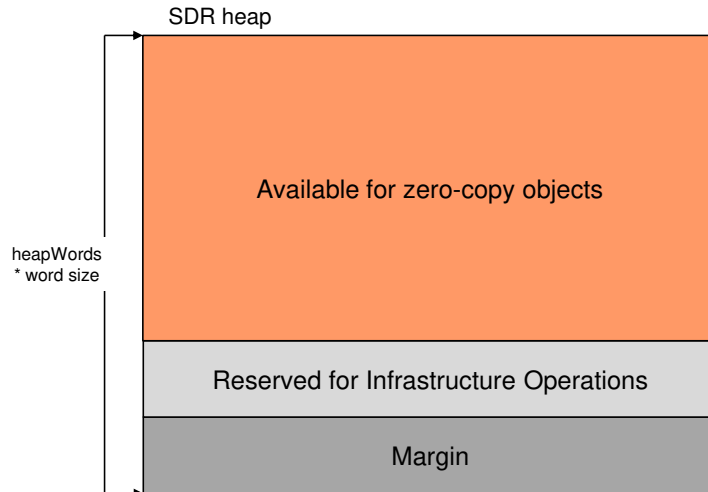 SDR heap
Available for zero-copy objects
heapWords
* word size
Reserved for Infrastructure Operations
Margin